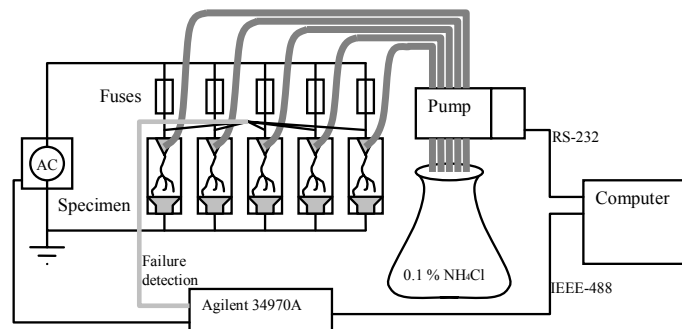 Fuses
Pump
RS-232
AC
Specimen
Computer
Failure
detection
0.1 % NH₄Cl
IEEE-488
Agilent 34970A